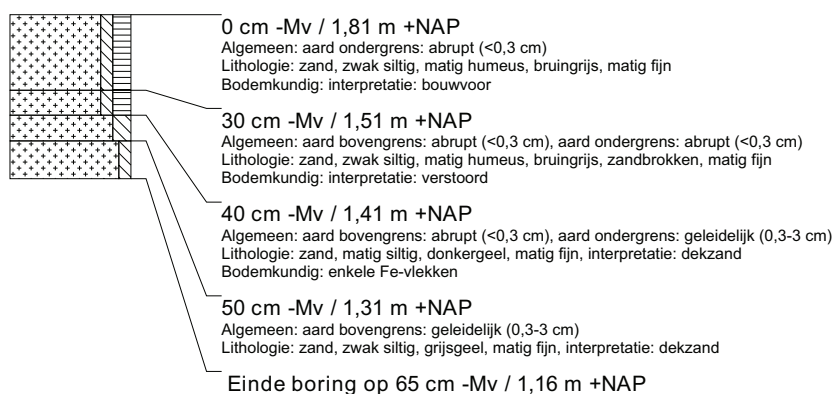 0 cm -Mv / 1,81 m +NAP
Algemeen: aard ondergrens: abrupt (<0,3 cm)
Lithologie: zand, zwak siltig, matig humeus, bruingrijs, matig fijn
Bodemkundig: interpretatie: bouwvoor
30 cm -Mv / 1,51 m +NAP
Algemeen: aard bovengrens: abrupt (<0,3 cm), aard ondergrens: abrupt (<0,3 cm)
Lithologie: zand, zwak siltig, matig humeus, bruingrijs, zandbrokken, matig fijn
Bodemkundig: interpretatie: verstoord
40 cm -Mv / 1,41 m +NAP
Algemeen: aard bovengrens: abrupt (<0,3 cm), aard ondergrens: geleidelijk (0,3-3 cm)
Lithologie: zand, matig siltig, donkergeel, matig fijn, interpretatie: dekzand
Bodemkundig: enkele Fe-vlekken
50 cm -Mv / 1,31 m +NAP
Algemeen: aard bovengrens: geleidelijk (0,3-3 cm)
Lithologie: zand, zwak siltig, grijsgeel, matig fijn, interpretatie: dekzand
Einde boring op 65 cm -Mv / 1,16 m +NAP